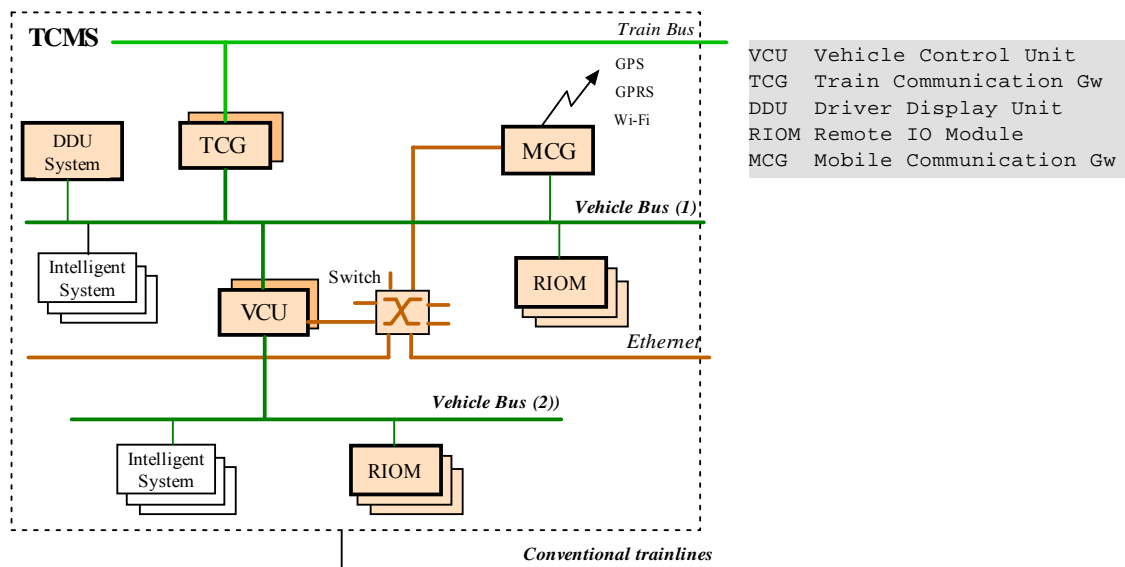 TCMS
Train Bus
GPS
GPRS
Wi-Fi
DDU
System
TCG
MCG
Vehicle Bus (1)
Intelligent
System
Switch
VCU
RIOM
Ethernet
Vehicle Bus (2))
Intelligent
System
RIOM
Conventional trainlines
VCU Vehicle Control Unit
TCG Train Communication Gw
DDU Driver Display Unit
RIOM Remote IO Module
MCG Mobile Communication Gw